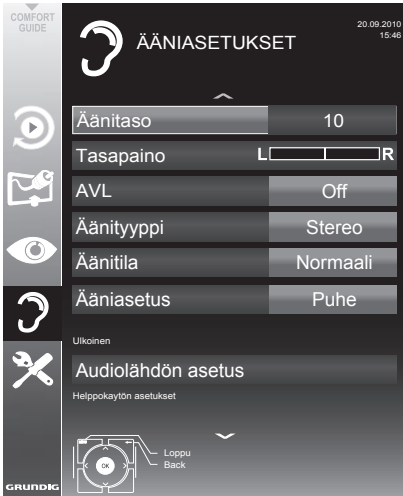 COMFORT
GUIDE
ÄÄNIASETUKSET
20.09.2010
15:46
Äänitaso 10
Tasapaino L R
AVL Off
Äänityyppi Stereo
Äänitila Normaali
Ääniasetus Puhe
Ulkoinen
Audiolähdön asetus
Helppokaytön asetukset
OK
Loppu
Back
GRUNDIG